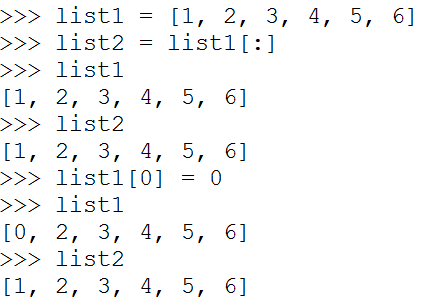 >>> list1 = [1, 2, 3, 4, 5, 6]
>>> list2 = list1[:]
>>> list1
[1, 2, 3, 4, 5, 6]
>>> list2
[1, 2, 3, 4, 5, 6]
>>> list1[0] = 0
>>> list1
[0, 2, 3, 4, 5, 6]
>>> list2
[1, 2, 3, 4, 5, 6]